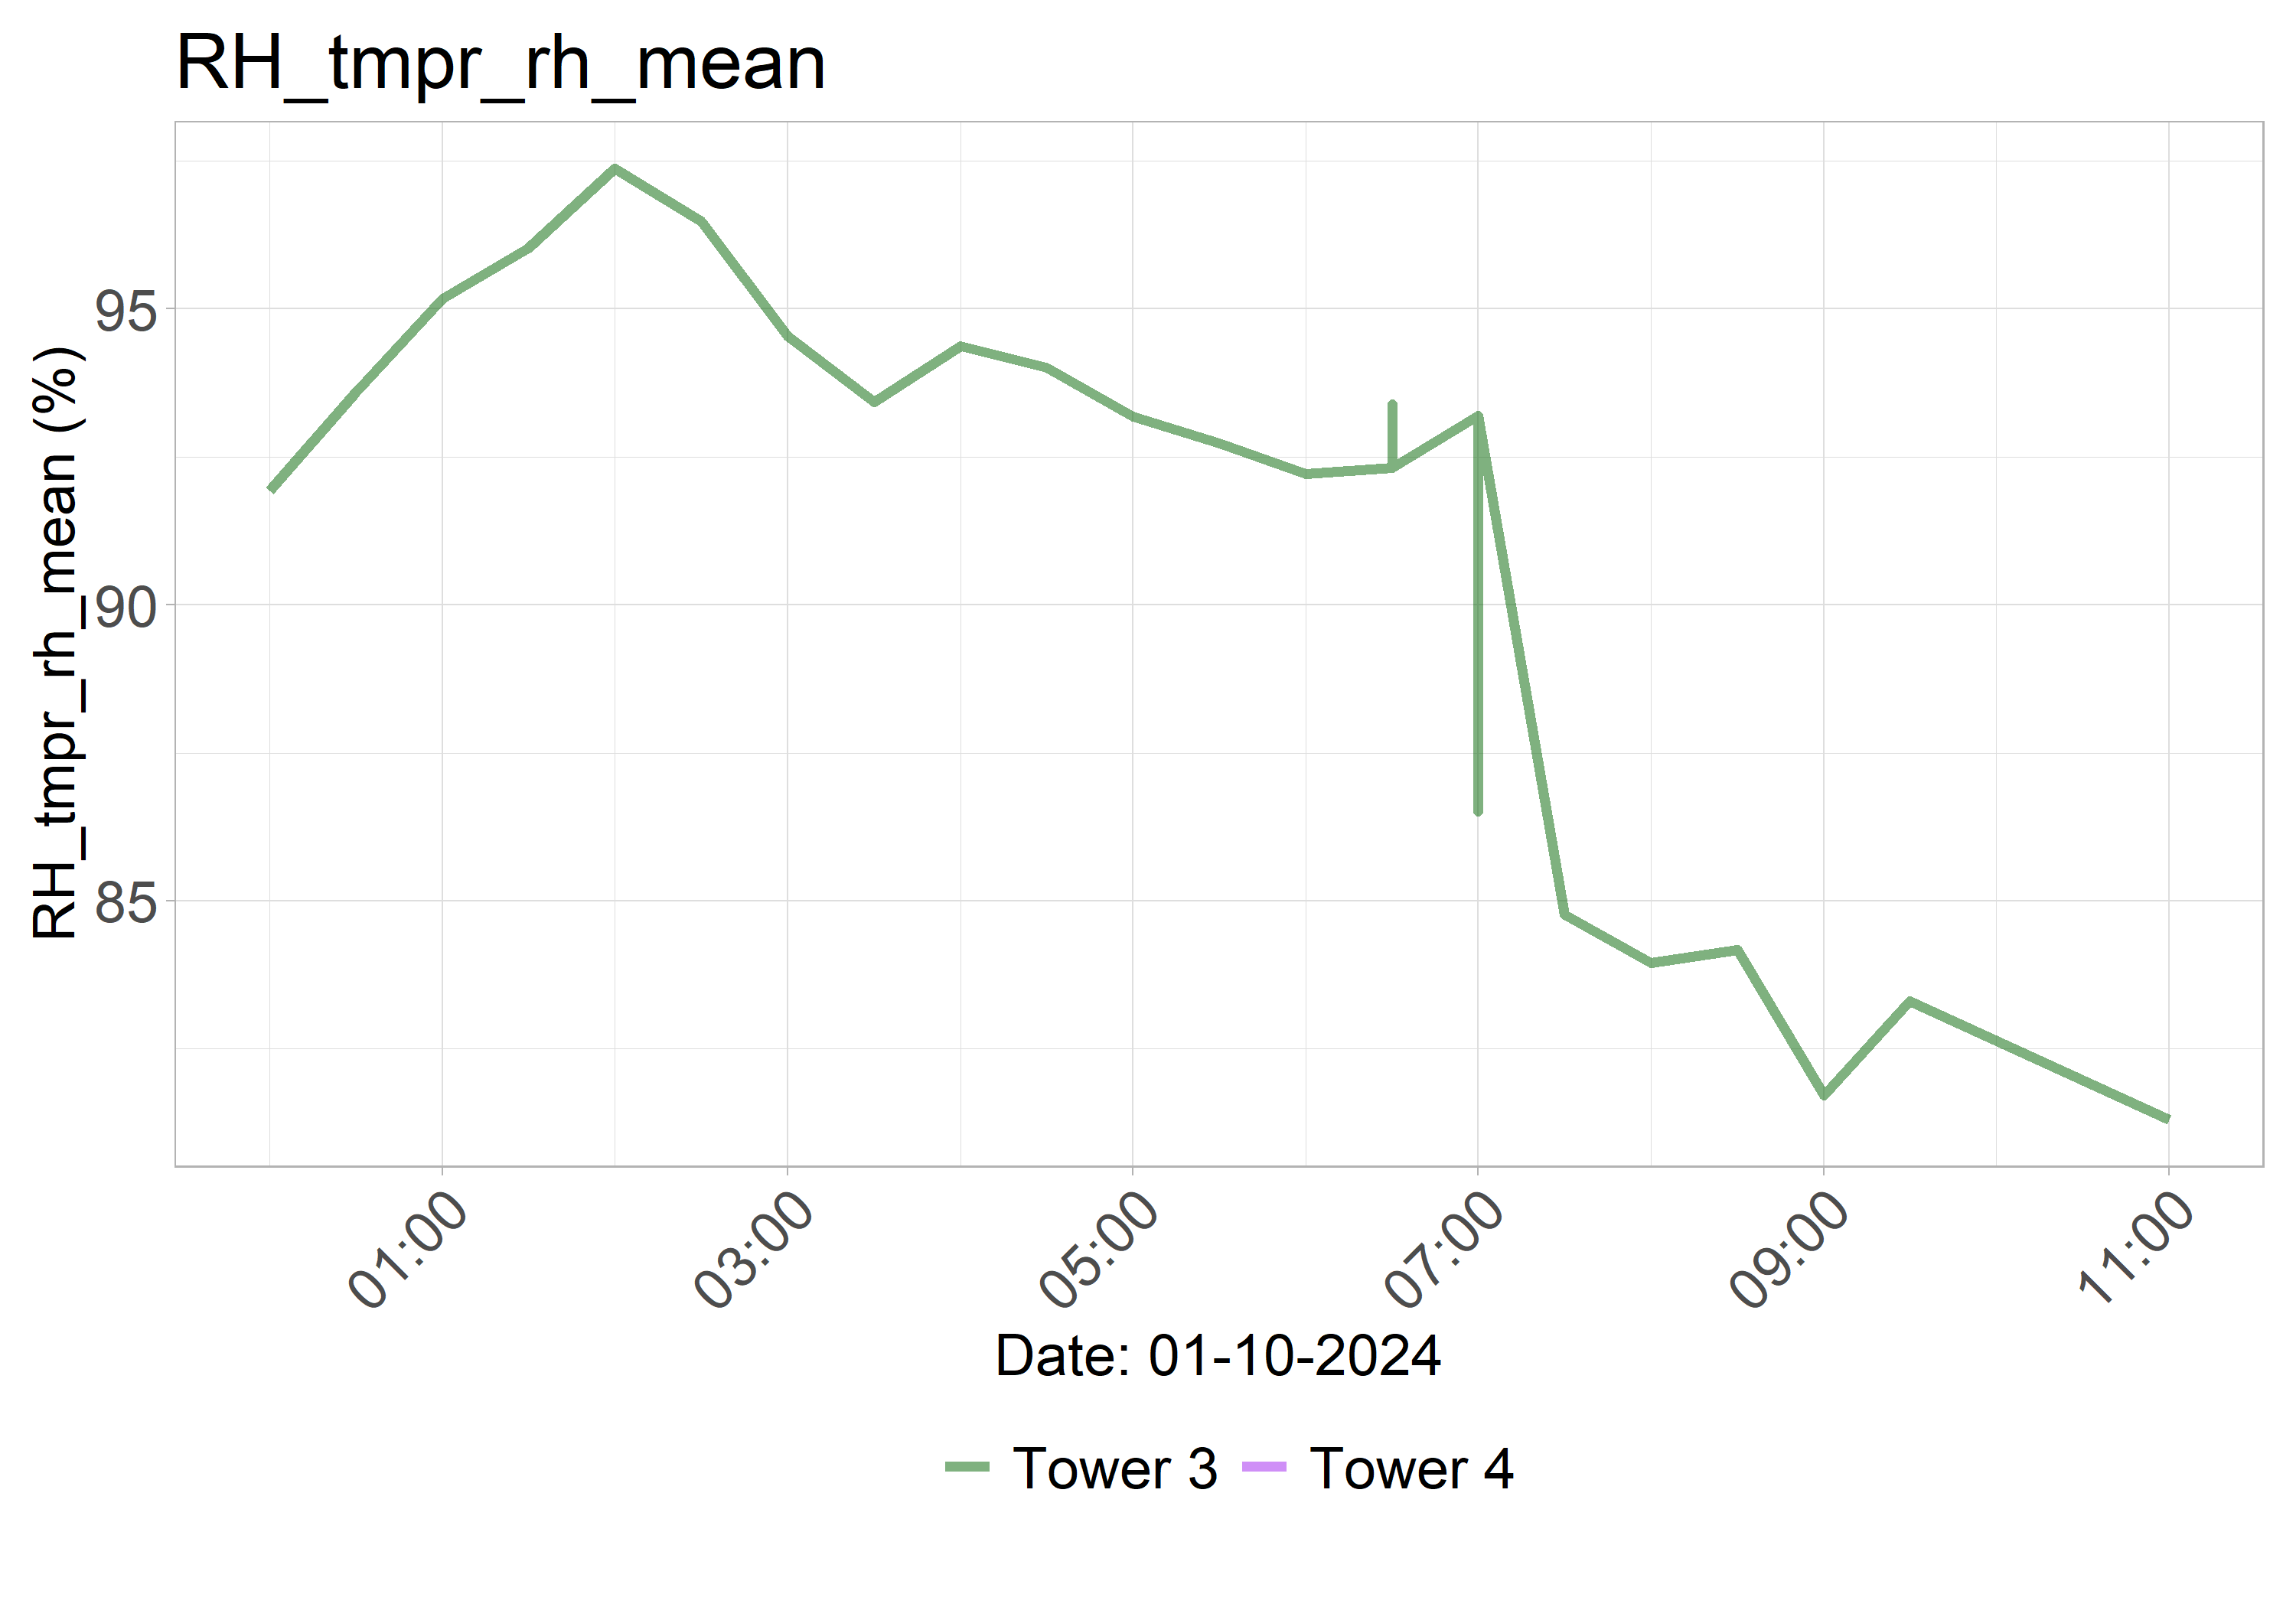 RH_tmpr_rh_mean
RH_tmpr_rh_mean (%)
95
90
85
01:00
03:00
05:00
07:00
09:00
11:00
Date: 01-10-2024
Tower 3
Tower 4